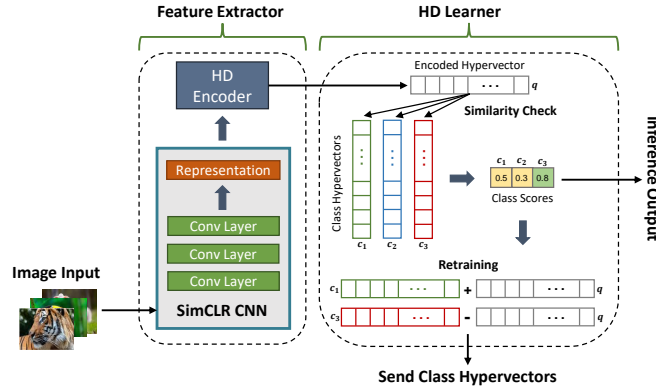 Feature Extractor
HD Learner
HD
Encoder
Encoded Hypervector
... q
Similarity Check
Representation
Conv Layer
Conv Layer
Conv Layer
SimCLR CNN
Image Input
Class Hypervectors
... ... ...
c₁ c₂ c₃
c₁ c₂ c₃
0.5 0.3 0.8
Class Scores
Inference Output
Retraining
c₁ ... + ... q
c₃ ... - ... q
Send Class Hypervectors